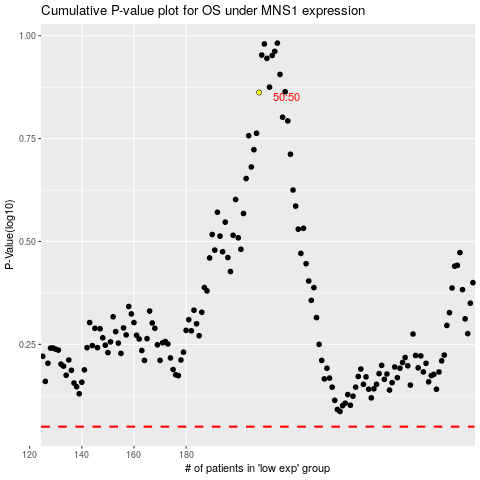 Cumulative P-value plot for OS under MNS1 expression
1.00
50:50
0.75
P-Value(log10)
0.50
0.25
120 140 160 180
# of patients in 'low exp' group